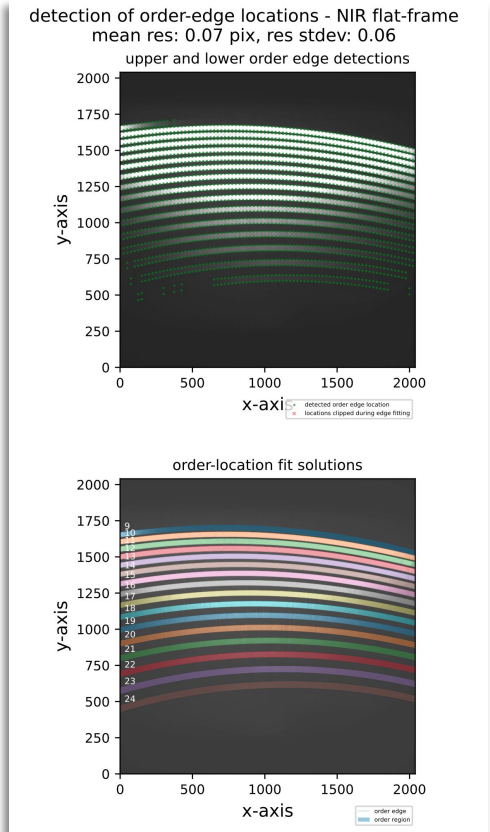 detection of order-edge locations - NIR flat-frame
mean res: 0.07 pix, res stdev: 0.06
upper and lower order edge detections
2000
1750
1500
1250
1000
750
500
250
0
y-axis
0 500 1000 1500 2000
x-axis
detected order edge location
locations clipped during edge fitting
order-location fit solutions
2000
1750
1500
1250
1000
750
500
250
0
y-axis
9
10
11
12
13
14
15
16
17
18
19
20
21
22
23
24
0 500 1000 1500 2000
x-axis
order edge
order region